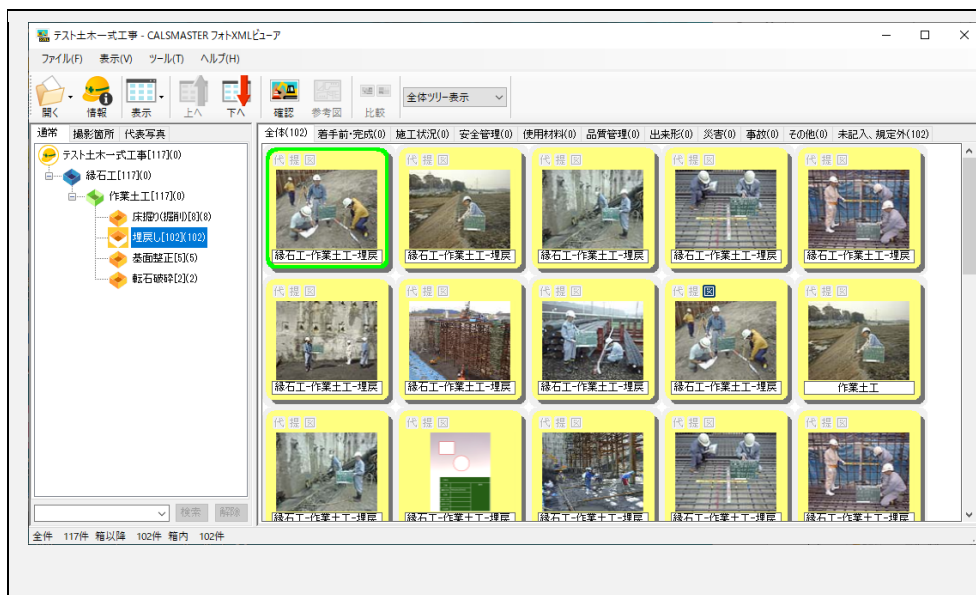 テスト土木一式工事 - CALSMASTER フォトXMLビューア
ファイル(F) 表示(V) ツール(T) ヘルプ(H)
開く 情報 表示 上へ 下へ 確認 参考図 比較 全体ツリー表示
通常 撮影箇所 代表写真
テスト土木一式工事[117](0)
縁石工[117](0)
作業土工[117](0)
床掘り(掘削)[8](8)
埋戻し[102](102)
基面整正[5](5)
転石破砕[2](2)
検索 解除
全体(102) 着手前・完成(0) 施工状況(0) 安全管理(0) 使用材料(0) 品質管理(0) 出来形(0) 災害(0) 事故(0) その他(0) 未記入、規定外(102)
代 提 図 代 提 図 代 提 図 代 提 図 代 提 図
縁石工-作業土工-埋戻 縁石工-作業土工-埋戻 縁石工-作業土工-埋戻 縁石工-作業土工-埋戻 縁石工-作業土工-埋戻
代 提 図 代 提 図 代 提 図 代 提 図 代 提 図
縁石工-作業土工-埋戻 縁石工-作業土工-埋戻 縁石工-作業土工-埋戻 縁石工-作業土工-埋戻 作業土工
代 提 図 代 提 図 代 提 図 代 提 図 代 提 図
縁石工-作業土工-埋戻 縁石工-作業土工-埋戻 縁石工-作業土工-埋戻 縁石工-作業土工-埋戻 縁石工-作業土工-埋戻
全件 117件 箱以降 102件 箱内 102件